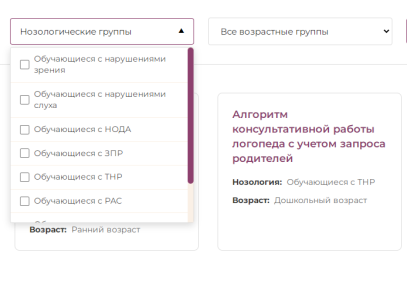 Нозологические группы
Все возрастные группы
Обучающиеся с нарушениями
зрения
Обучающиеся с нарушениями
слуха
Обучающиеся с НОДА
Обучающиеся с ЗПР
Обучающиеся с ТНР
Обучающиеся с РАС
Возраст: Ранний возраст
Алгоритм
консультативной работы
логопеда с учетом запроса
родителей
Нозология: Обучающиеся с ТНР
Возраст: Дошкольный возраст